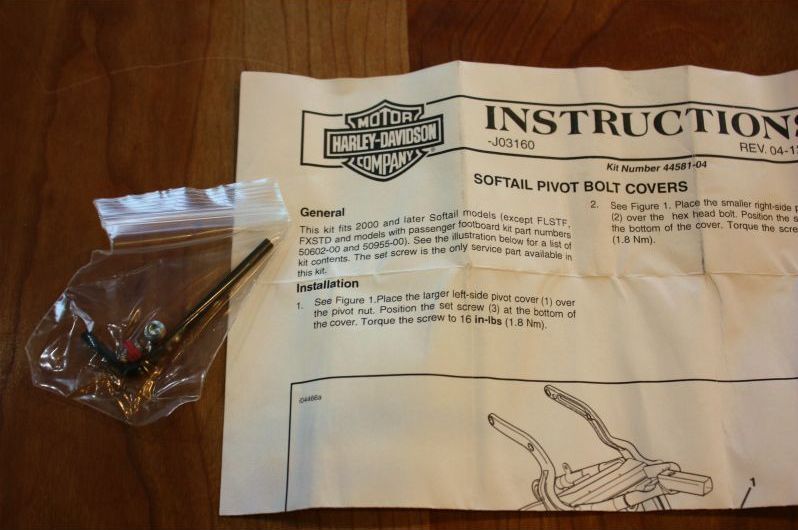 MOTOR
HARLEY-DAVIDSON
COMPANY
INSTRUCTIONS
-J03160
REV. 04-1
Kit Number 44581-04
SOFTAIL PIVOT BOLT COVERS
General
This kit fits 2000 and later Softail models (except FLSTF,
FXSTD and models with passenger footboard kit part numbers
50602-00 and 50955-00). See the illustration below for a list of
kit contents. The set screw is the only service part available in
this kit.
Installation
1. See Figure 1.Place the larger left-side pivot cover (1) over
the pivot nut. Position the set screw (3) at the bottom of
the cover. Torque the screw to 16 in-lbs (1.8 Nm).
2. See Figure 1. Place the smaller right-side
(2) over the hex head bolt. Position the
the bottom of the cover. Torque the
(1.8 Nm).
i04466a
1